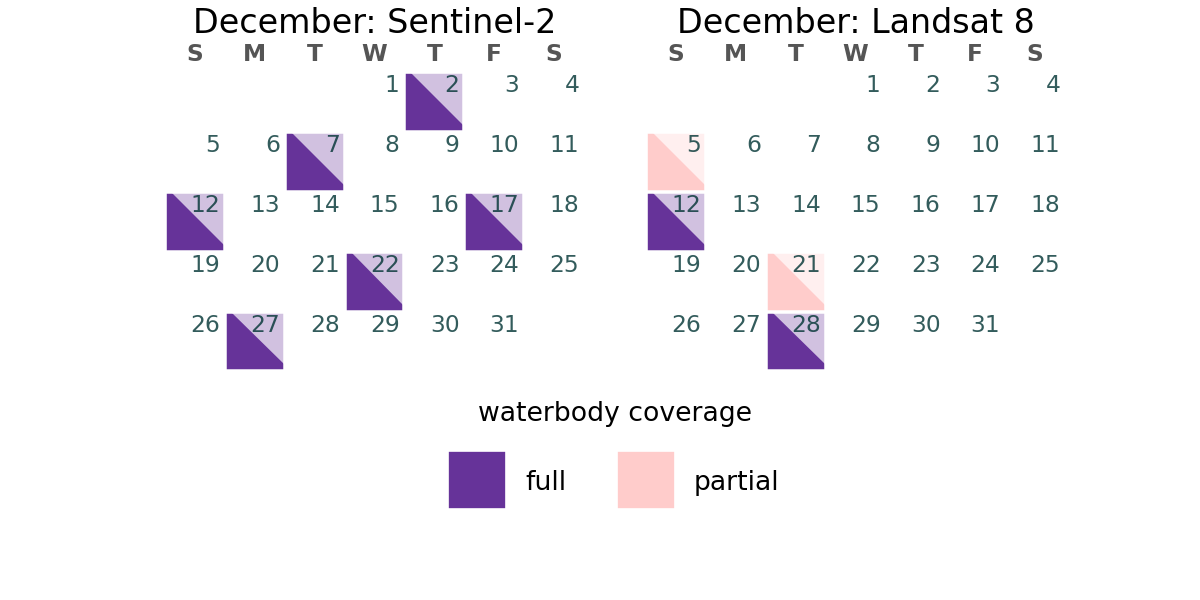 December: Sentinel-2
S M T W T F S
1 2 3 4
5 6 7 8 9 10 11
12 13 14 15 16 17 18
19 20 21 22 23 24 25
26 27 28 29 30 31
December: Landsat 8
S M T W T F S
1 2 3 4
5 6 7 8 9 10 11
12 13 14 15 16 17 18
19 20 21 22 23 24 25
26 27 28 29 30 31
waterbody coverage
full partial